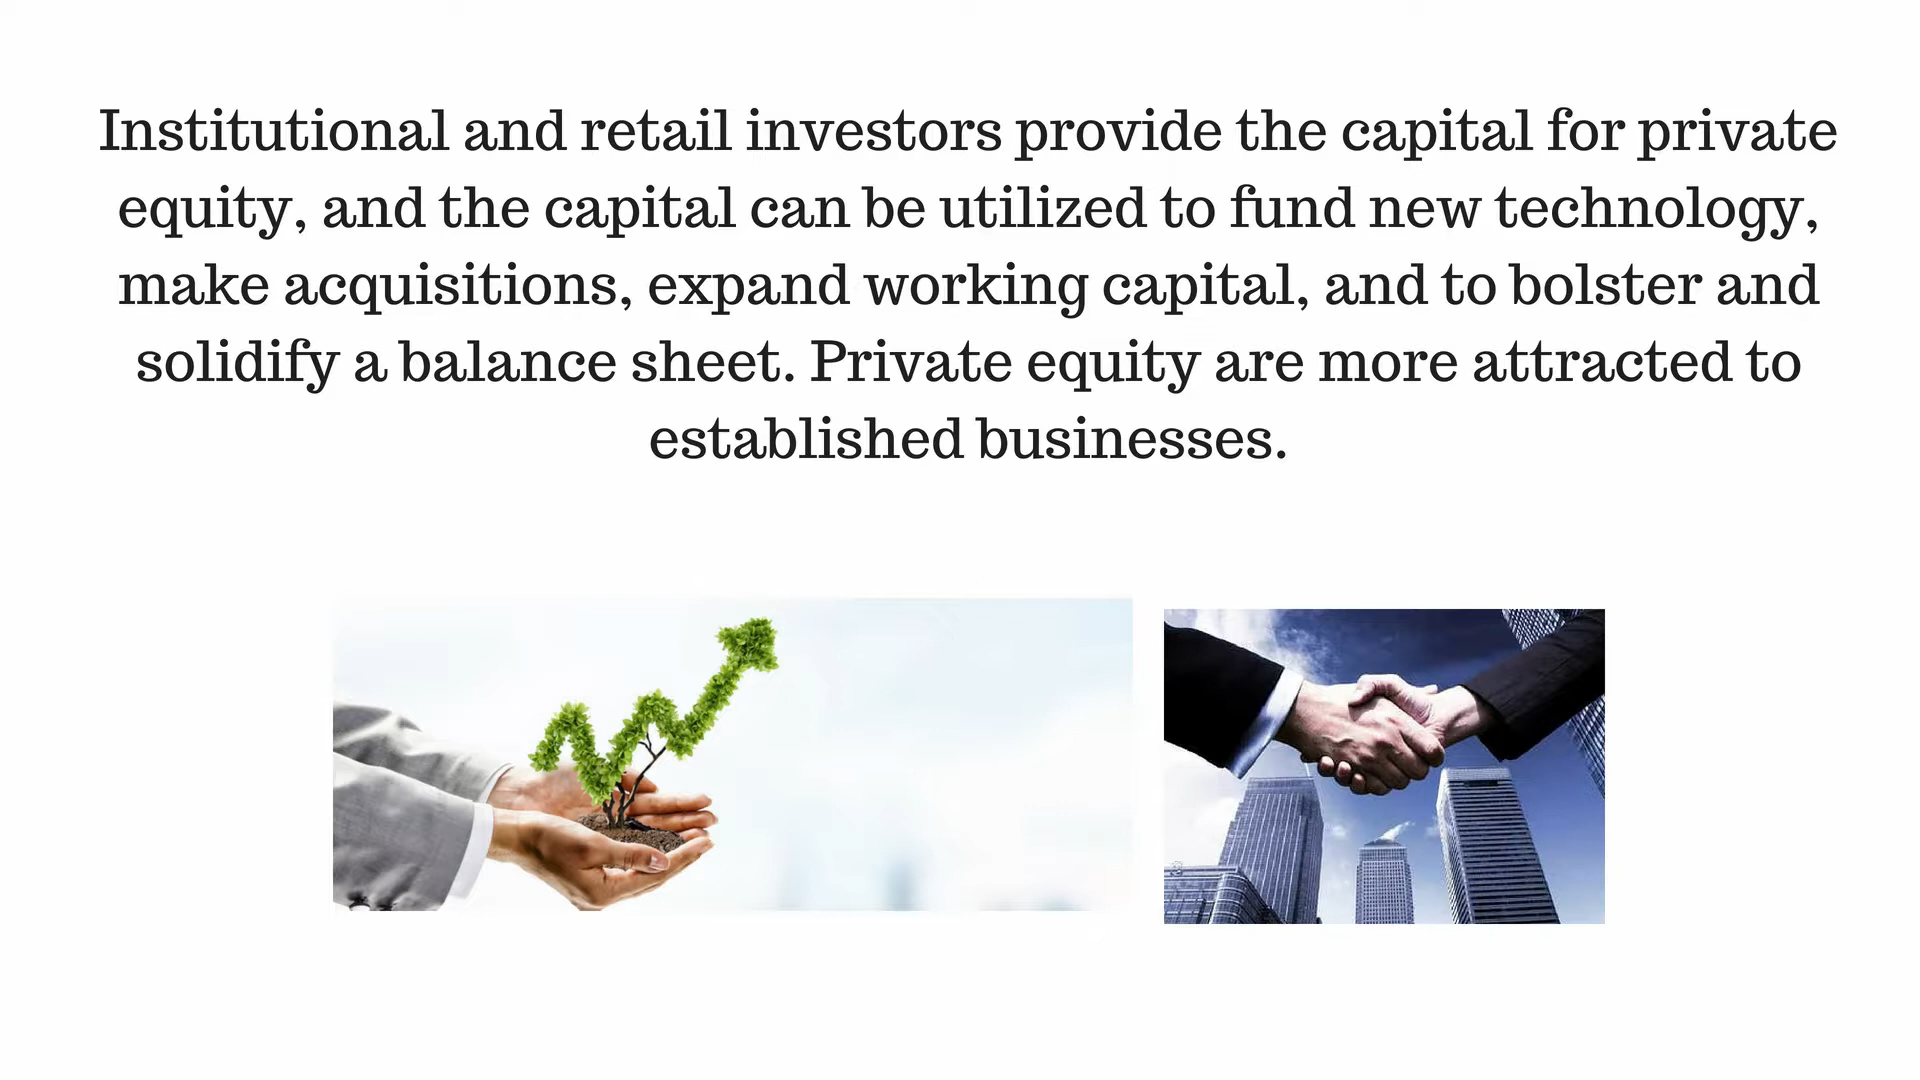 Institutional and retail investors provide the capital for private
equity, and the capital can be utilized to fund new technology,
make acquisitions, expand working capital, and to bolster and
solidify a balance sheet. Private equity are more attracted to
established businesses.